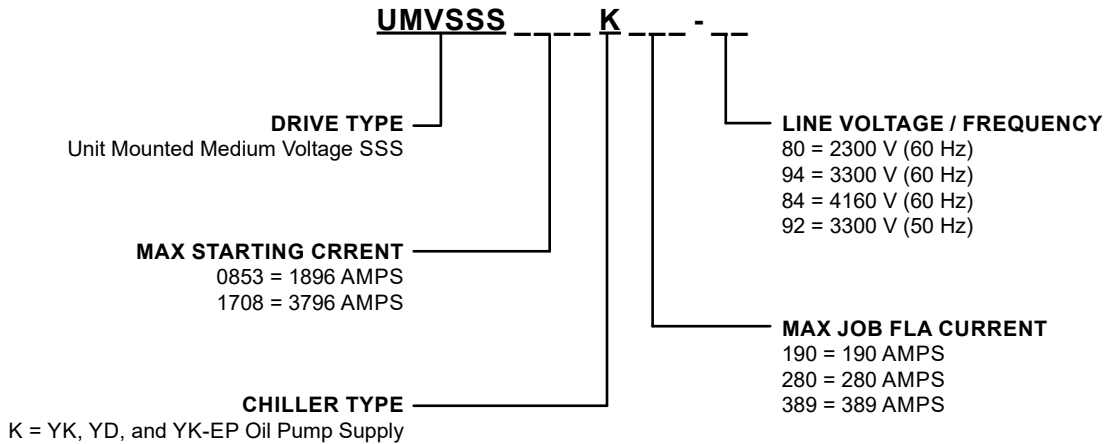 UMVSSS _ _ _ _ K _ _ _ - _ _
DRIVE TYPE
Unit Mounted Medium Voltage SSS
MAX STARTING CRRENT
0853 = 1896 AMPS
1708 = 3796 AMPS
CHILLER TYPE
K = YK, YD, and YK-EP Oil Pump Supply
LINE VOLTAGE / FREQUENCY
80 = 2300 V (60 Hz)
94 = 3300 V (60 Hz)
84 = 4160 V (60 Hz)
92 = 3300 V (50 Hz)
MAX JOB FLA CURRENT
190 = 190 AMPS
280 = 280 AMPS
389 = 389 AMPS